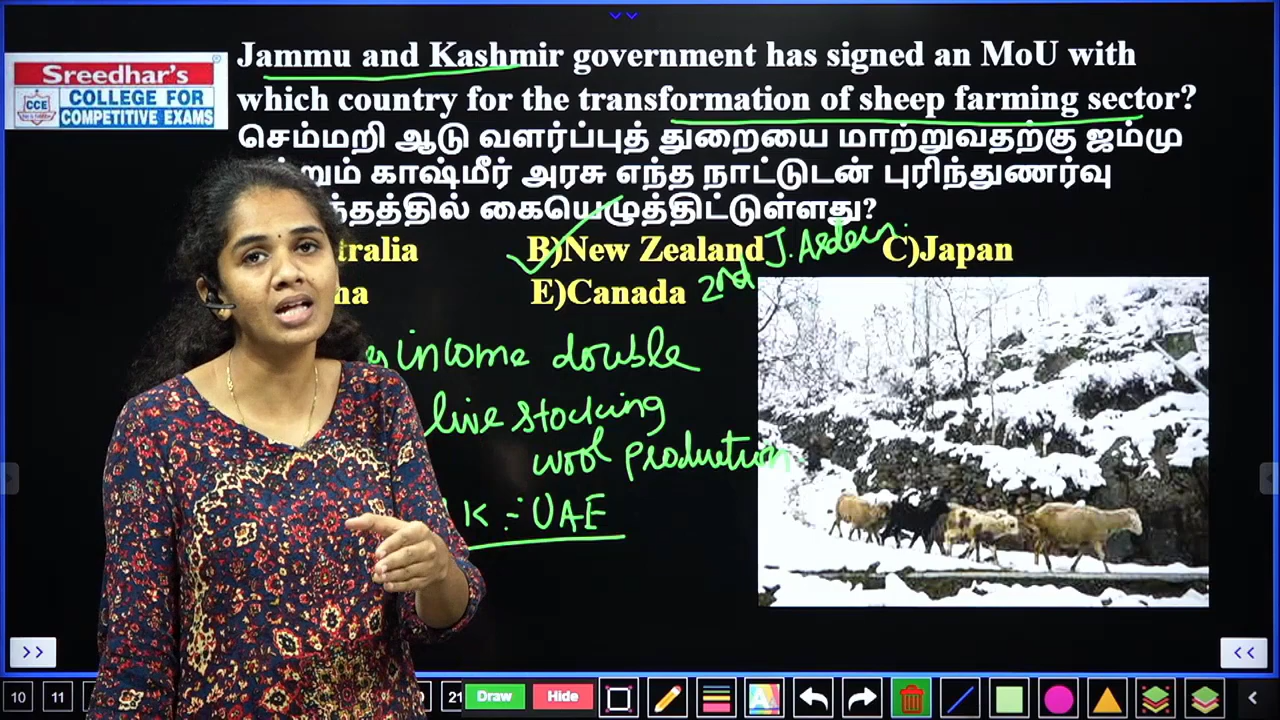 Sreedhar's
CCE
COLLEGE FOR
COMPETITIVE EXAMS
Jammu and Kashmir government has signed an MoU with
which country for the transformation of sheep farming sector?
செம்மறி ஆடு வளர்ப்புத் துறையை மாற்றுவதற்கு ஜம்மு
காஷ்மீர் அரசு எந்த நாட்டுடன் புரிந்துணர்வு
கையெழுத்திட்டுள்ளது?
B)New Zealand J. Ardern. C)Japan
E)Canada 2nd
income double
live stocking
wool production
K :- UAE
>> <<
10 11 21 Draw Hide